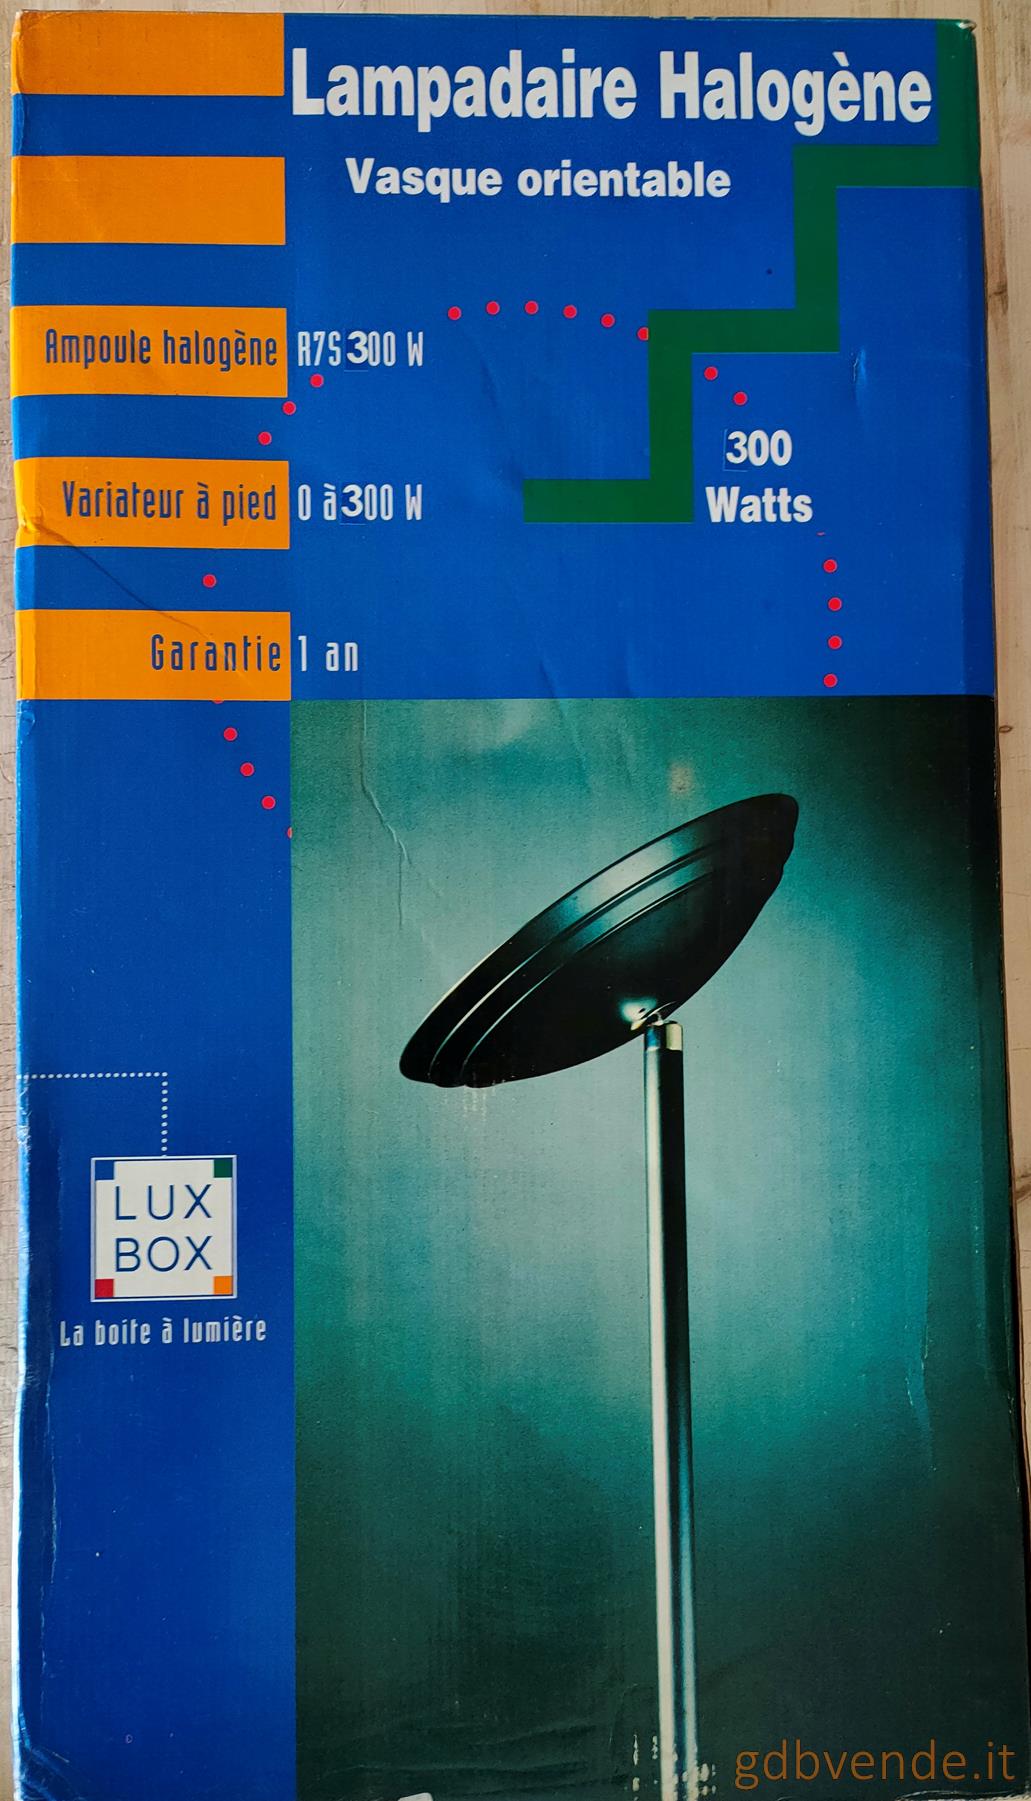 Lampadaire Halogène
Vasque orientable
Ampoule halogène R7S 300 W
300
Watts
Variateur à pied 0 à 300 W
Garantie 1 an
LUX
BOX
La boite à lumière
gdbvende.it